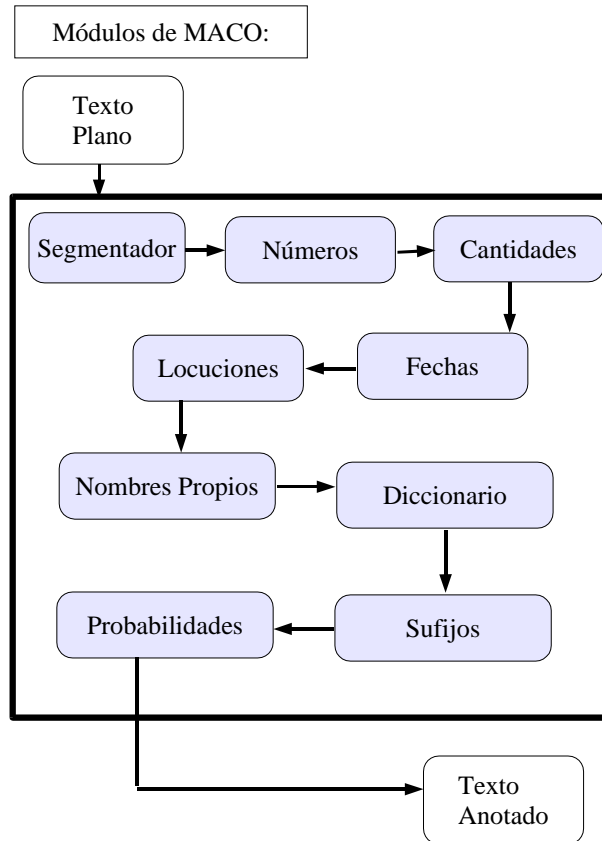 Módulos de MACO:
Texto
Plano
Segmentador
Números
Cantidades
Fechas
Locuciones
Nombres Propios
Diccionario
Sufijos
Probabilidades
Texto
Anotado